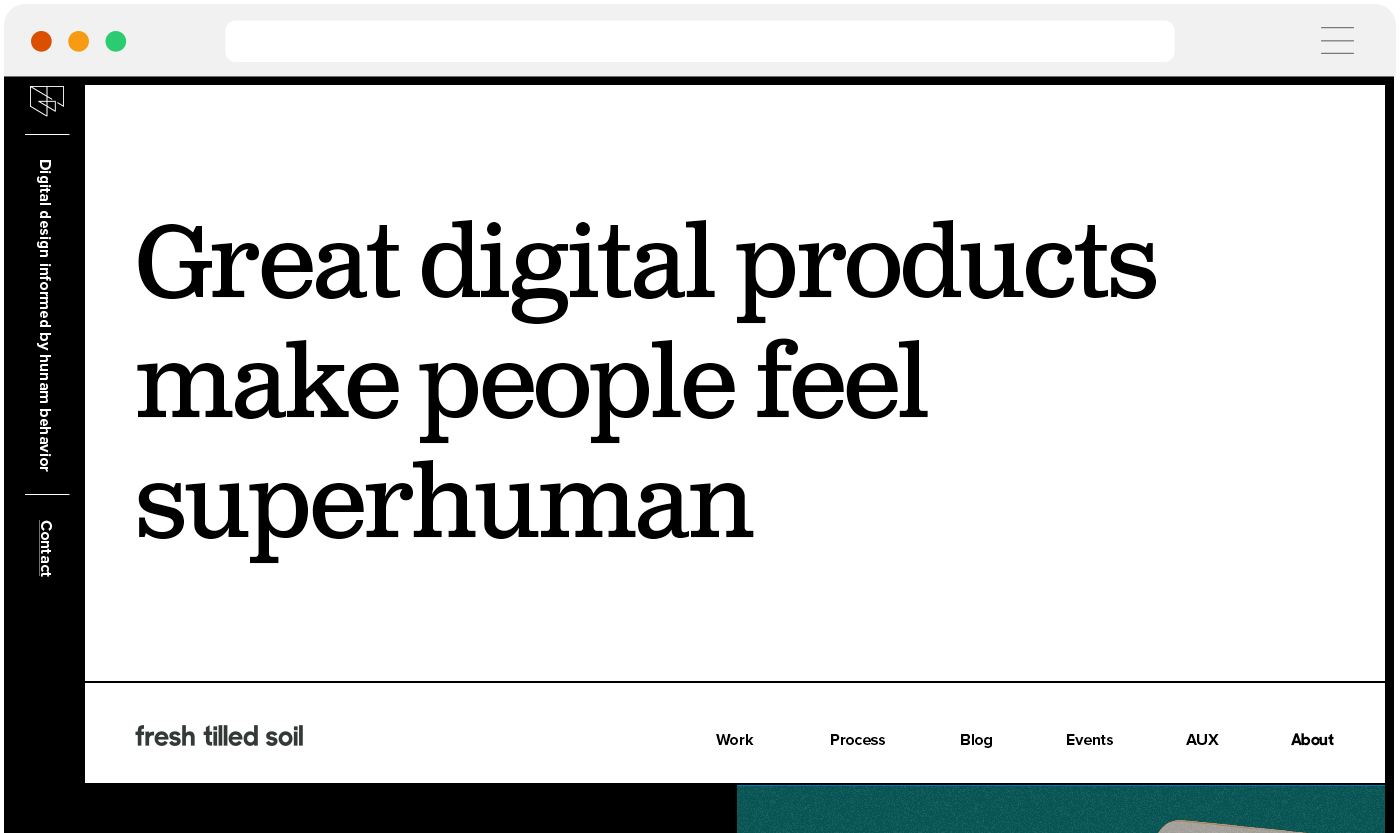 Digital design informed by hunam behavior
Contact
Great digital products
make people feel
superhuman
fresh tilled soil
Work Process Blog Events AUX About